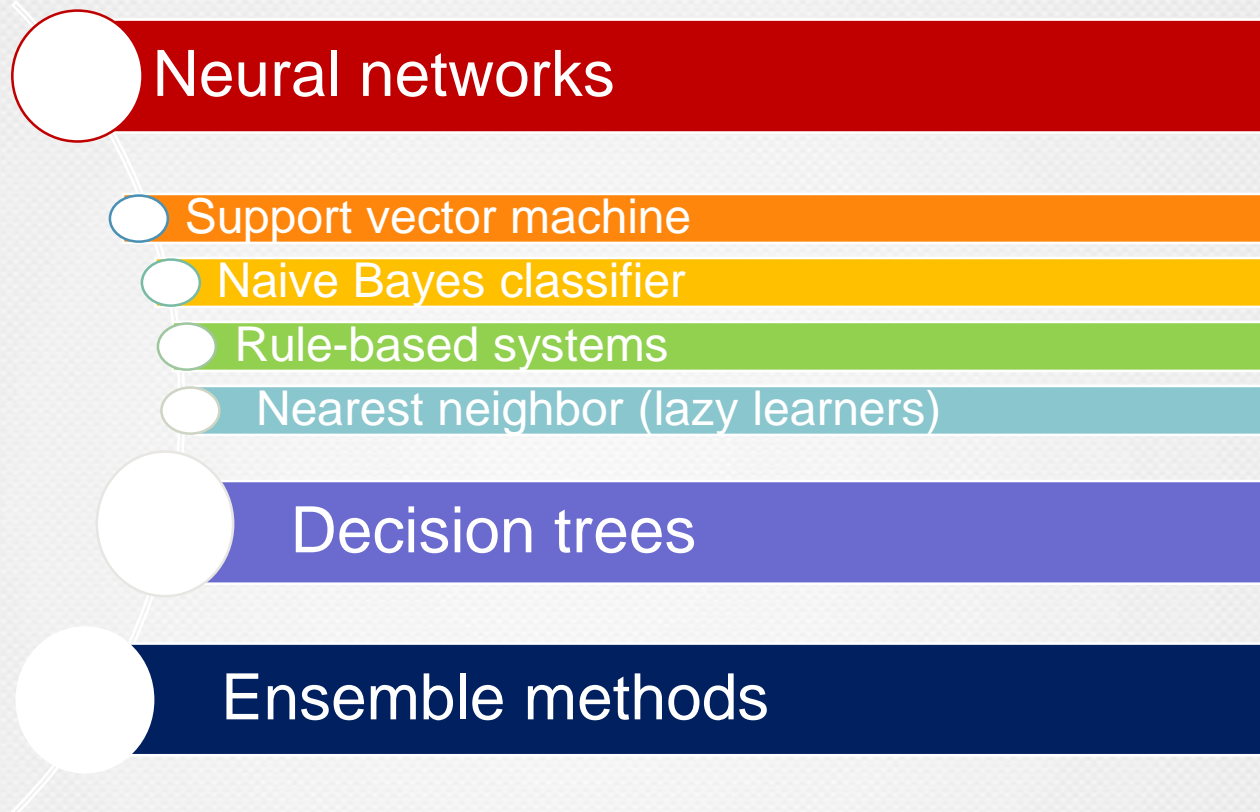 Neural networks
Support vector machine
Naive Bayes classifier
Rule-based systems
Nearest neighbor (lazy learners)
Decision trees
Ensemble methods